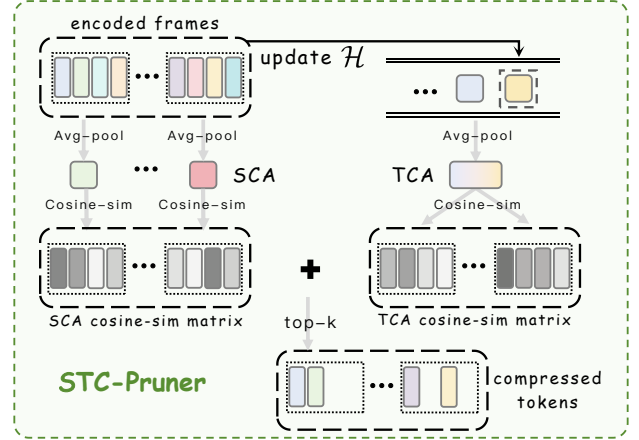 encoded frames
update ℋ
Avg-pool Avg-pool Avg-pool
SCA TCA
Cosine-sim Cosine-sim Cosine-sim
+
SCA cosine-sim matrix TCA cosine-sim matrix
top-k
STC-Pruner
compressed
tokens